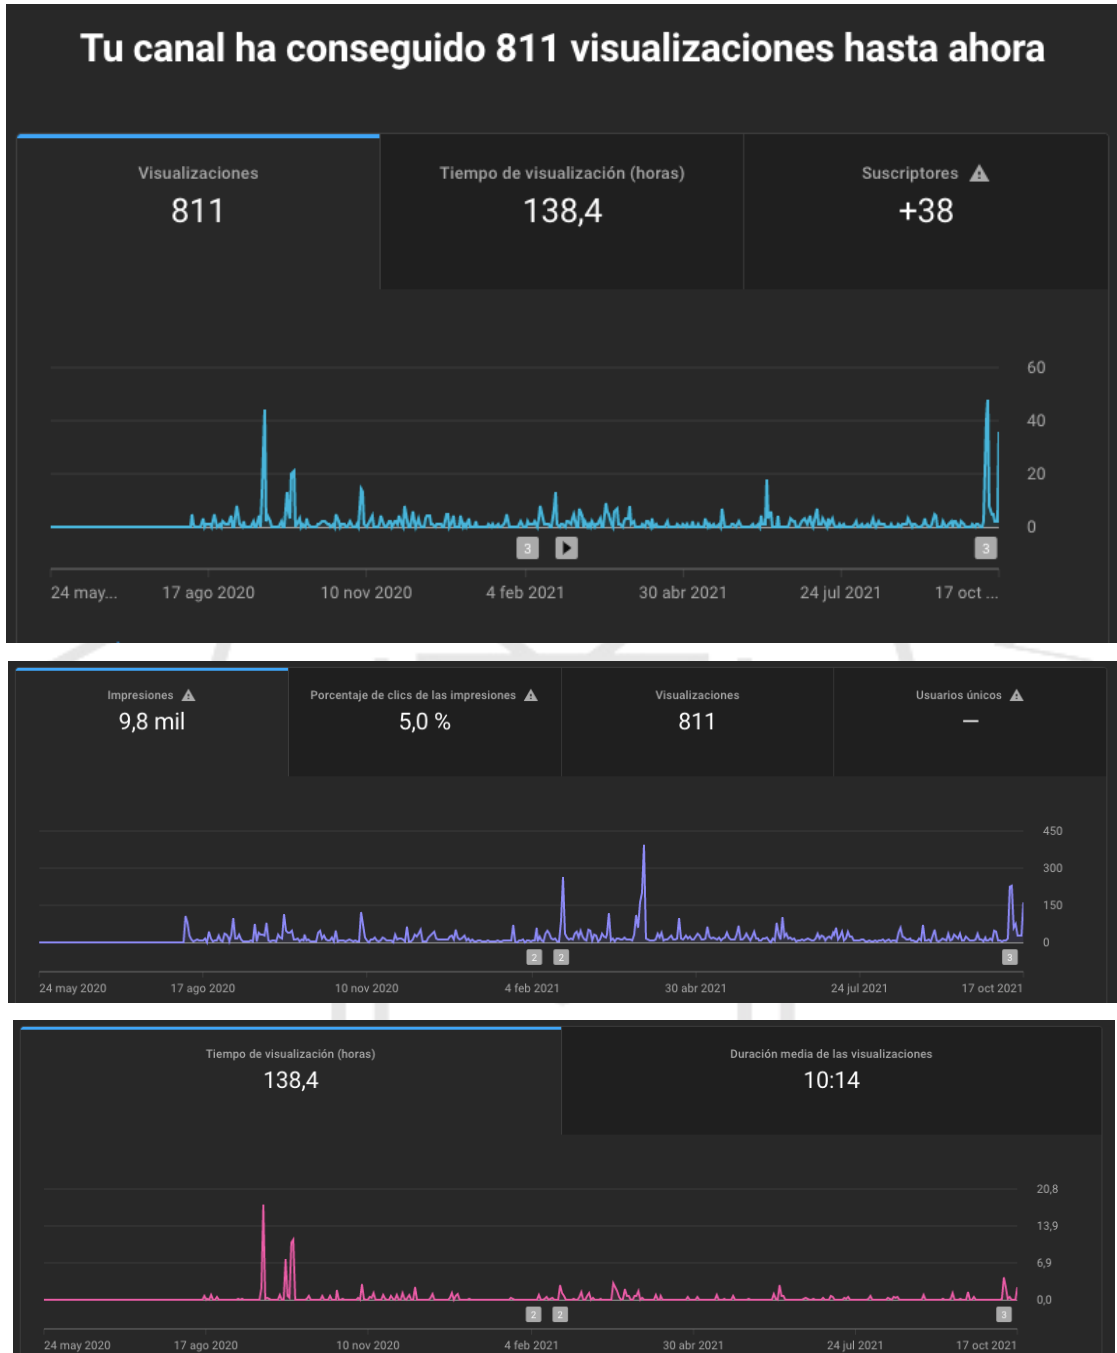 Tu canal ha conseguido 811 visualizaciones hasta ahora
Visualizaciones
811
Tiempo de visualización (horas)
138,4
Suscriptores
+38
60
40
20
0
3
3
24 may...
17 ago 2020
10 nov 2020
4 feb 2021
30 abr 2021
24 jul 2021
17 oct ...
Impresiones
9,8 mil
Porcentaje de clics de las impresiones
5,0 %
Visualizaciones
811
Usuarios únicos
—
450
300
150
0
2
2
3
24 may 2020
17 ago 2020
10 nov 2020
4 feb 2021
30 abr 2021
24 jul 2021
17 oct 2021
Tiempo de visualización (horas)
138,4
Duración media de las visualizaciones
10:14
20,8
13,9
6,9
0,0
2
2
3
24 may 2020
17 ago 2020
10 nov 2020
4 feb 2021
30 abr 2021
24 jul 2021
17 oct 2021